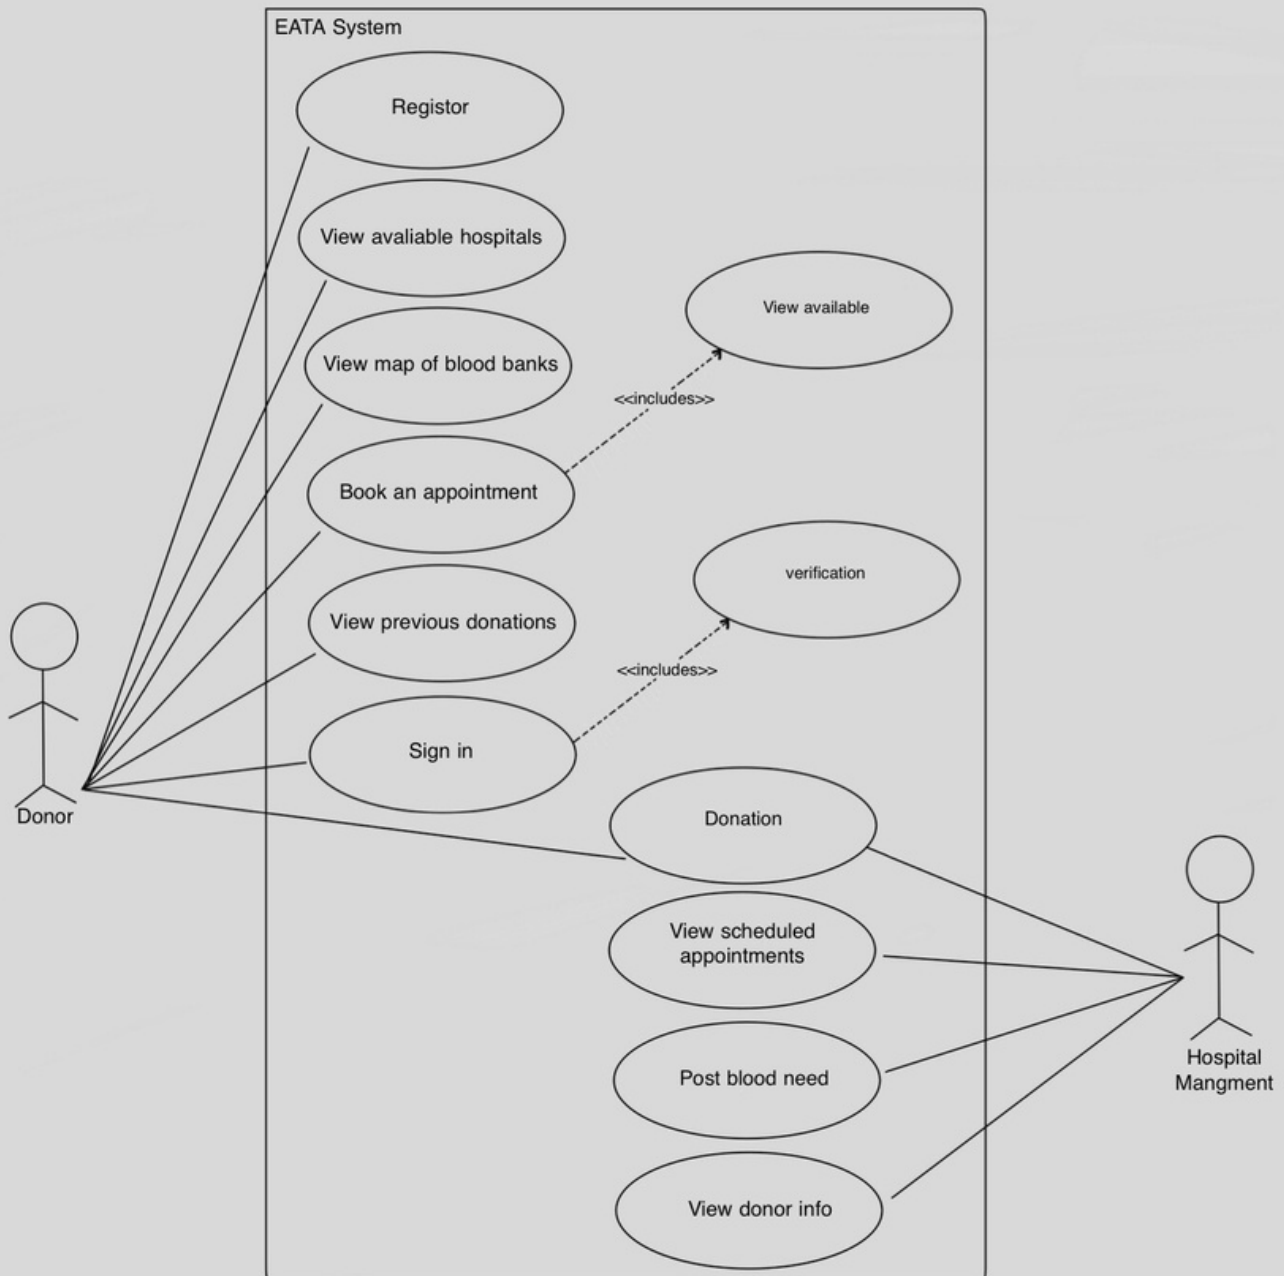 EATA System
Registor
View avaliable hospitals
View available
View map of blood banks
<<includes>>
Book an appointment
verification
View previous donations
<<includes>>
Sign in
Donor
Donation
View scheduled
appointments
Hospital
Mangment
Post blood need
View donor info